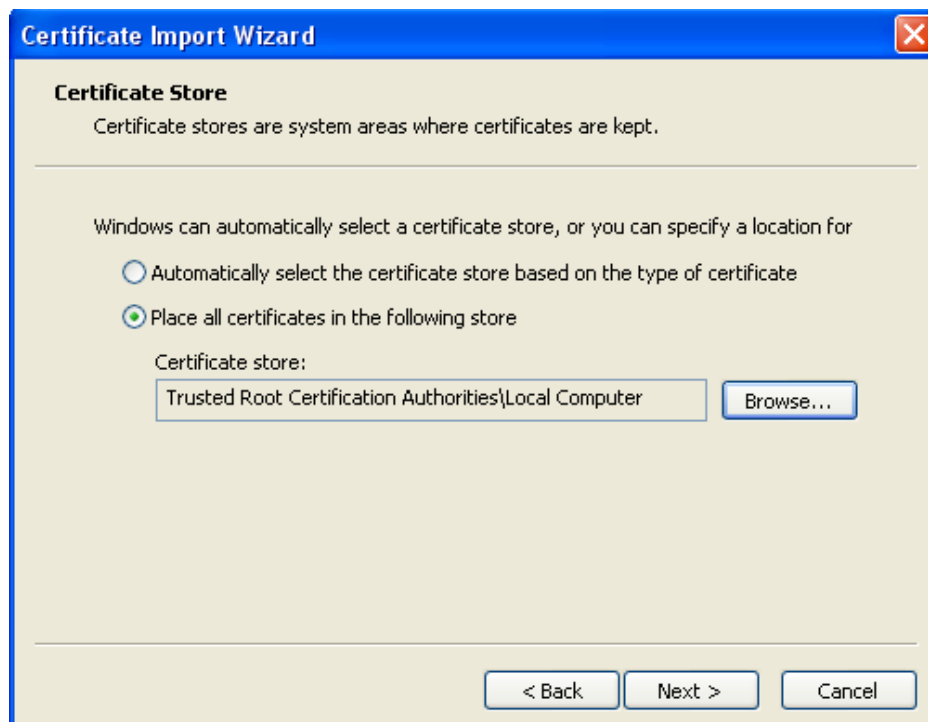 Certificate Import Wizard
Certificate Store
Certificate stores are system areas where certificates are kept.
Windows can automatically select a certificate store, or you can specify a location for
Automatically select the certificate store based on the type of certificate
Place all certificates in the following store
Certificate store:
Trusted Root Certification Authorities\Local Computer
Browse...
< Back
Next >
Cancel